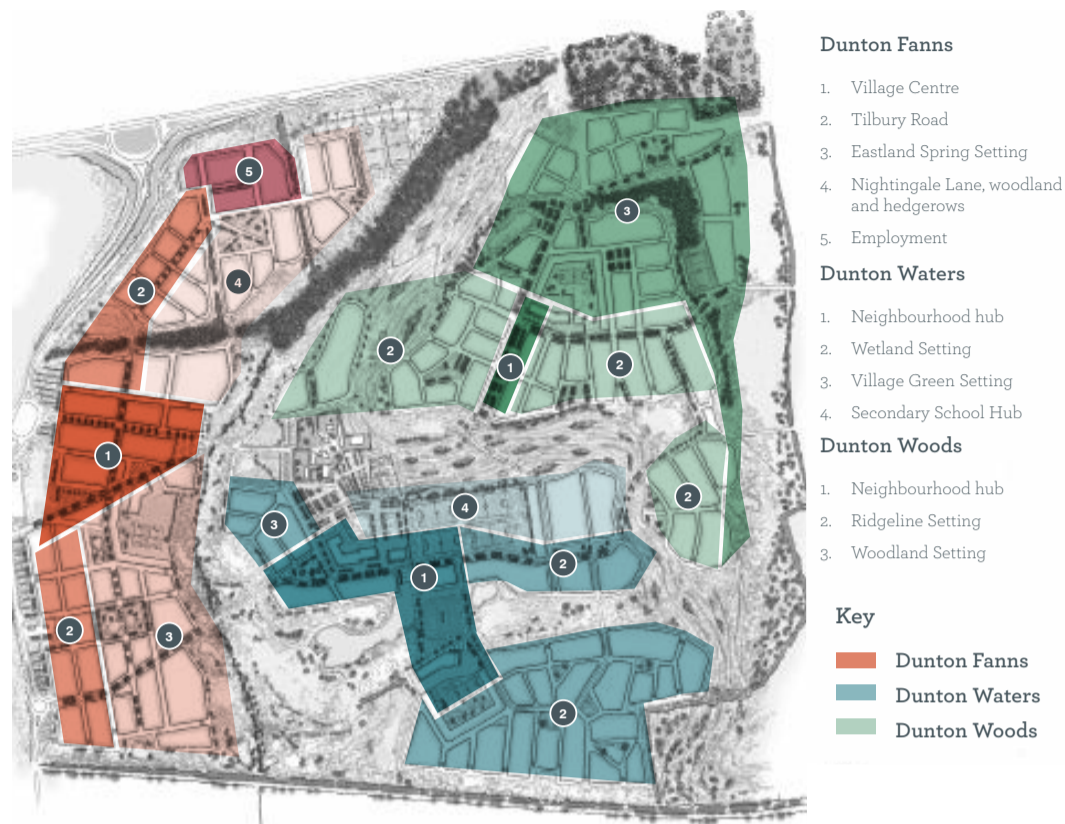 Dunton Fanns
1. Village Centre
2. Tilbury Road
3. Eastland Spring Setting
4. Nightingale Lane, woodland
and hedgerows
5. Employment
Dunton Waters
1. Neighbourhood hub
2. Wetland Setting
3. Village Green Setting
4. Secondary School Hub
Dunton Woods
1. Neighbourhood hub
2. Ridgeline Setting
3. Woodland Setting
Key
Dunton Fanns
Dunton Waters
Dunton Woods
5
3
4
2
2
1
2
1
2
4
3
2
1
2
3
2